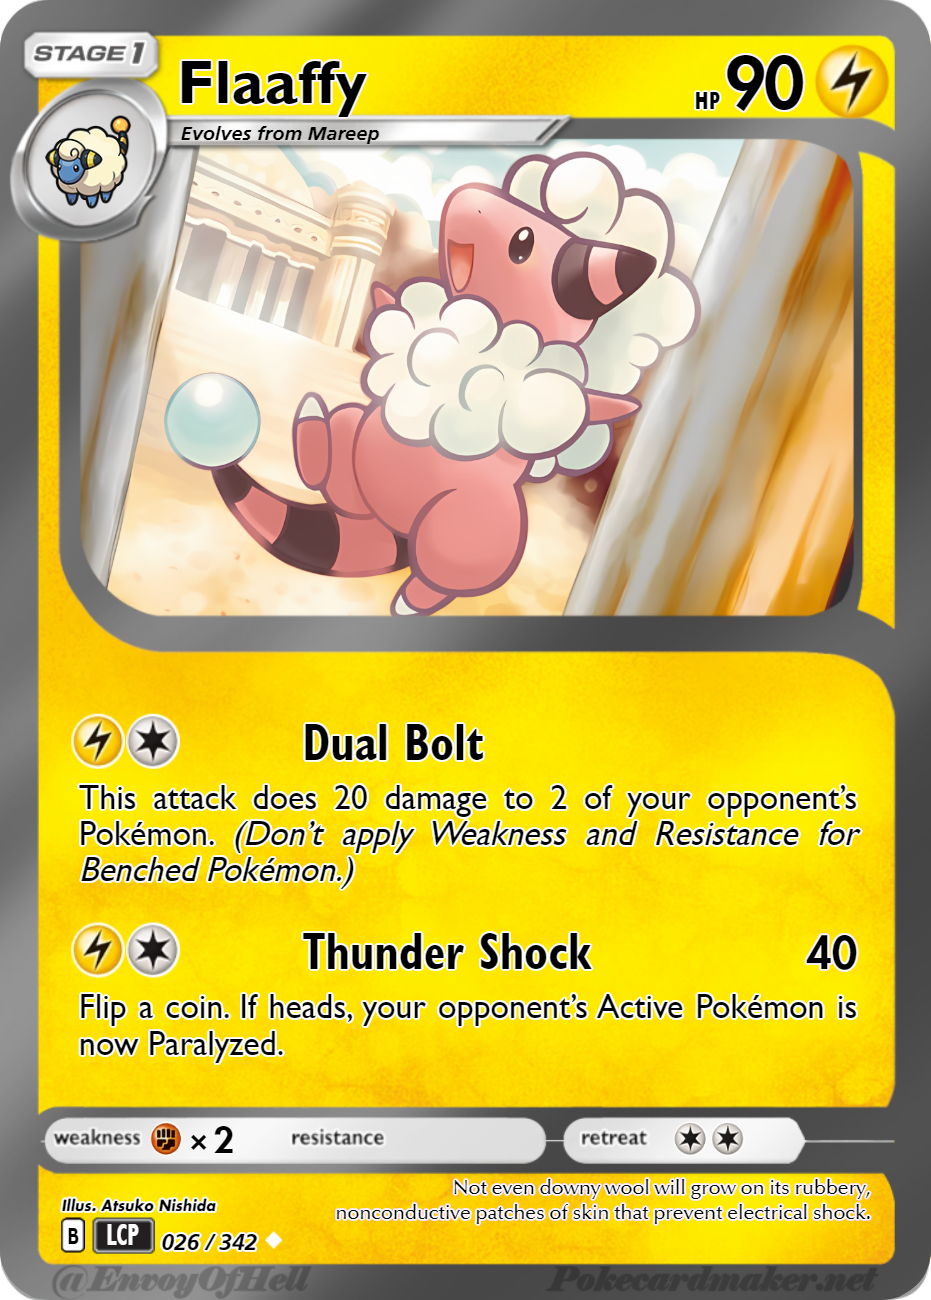 STAGE 1
Flaaffy
HP 90
Evolves from Mareep
Dual Bolt
This attack does 20 damage to 2 of your opponent's
Pokémon. (Don't apply Weakness and Resistance for
Benched Pokémon.)
Thunder Shock 40
Flip a coin. If heads, your opponent's Active Pokémon is
now Paralyzed.
weakness × 2 resistance retreat
Not even downy wool will grow on its rubbery,
nonconductive patches of skin that prevent electrical shock.
Illus. Atsuko Nishida
B LCP 026 / 342
@EnvoyOfHell Pokecardmaker.net